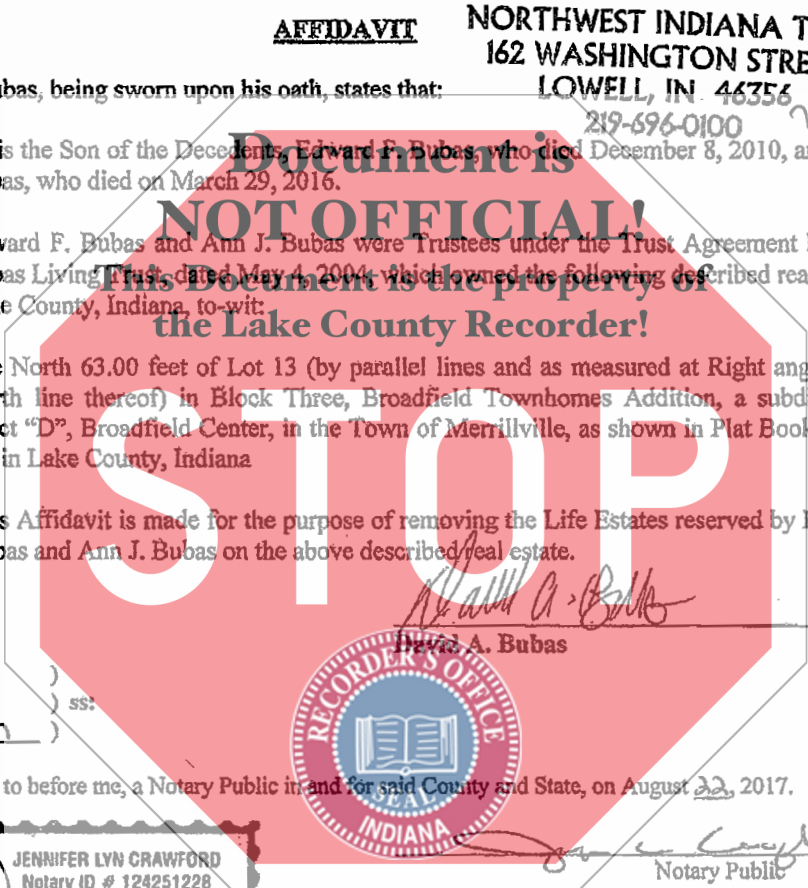 AFFIDAVIT
NORTHWEST INDIANA T
162 WASHINGTON STRE
LOWELL, IN 46356
219-696-0100
ubas, being sworn upon his oath, states that:
is the Son of the Decedents, Edward F. Bubas, who died December 8, 2010, a
as, who died on March 29, 2016.
Document is
NOT OFFICIAL!
This Document is the property of
the Lake County Recorder!
ward F. Bubas and Ann J. Bubas were Trustees under the Trust Agreement
as Living Trust, dated May 4, 2004, which owned the following described rea
e County, Indiana, to-wit:
e North 63.00 feet of Lot 13 (by parallel lines and as measured at Right ang
th line thereof) in Block Three, Broadfield Townhomes Addition, a subd
ct “D”, Broadfield Center, in the Town of Merrillville, as shown in Plat Book
in Lake County, Indiana
STOP
s Affidavit is made for the purpose of removing the Life Estates reserved by
bas and Ann J. Bubas on the above described real estate.
David A. Bubas
David A. Bubas
)
) ss:
)
RECORDER'S OFFICE
SEAL
INDIANA
to before me, a Notary Public in and for said County and State, on August 22, 2017.
JENNIFER LYN CRAWFORD
Notary ID # 124251228
Notary Public